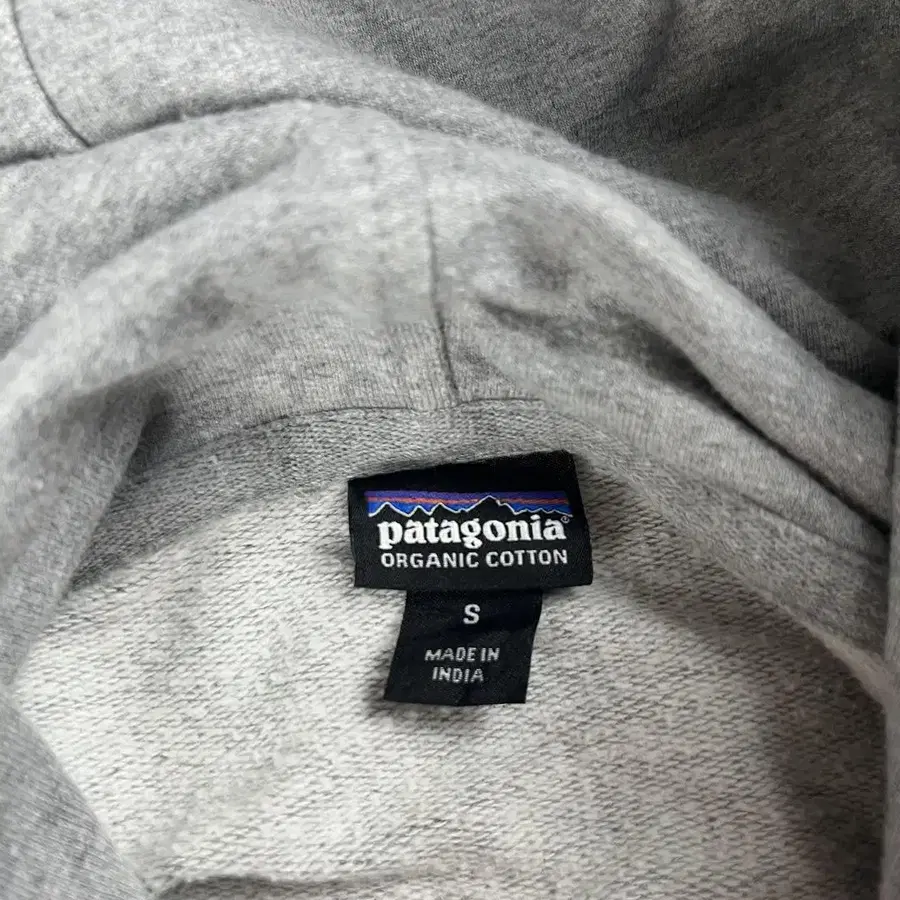 patagonia®
ORGANIC COTTON
S
MADE IN
INDIA